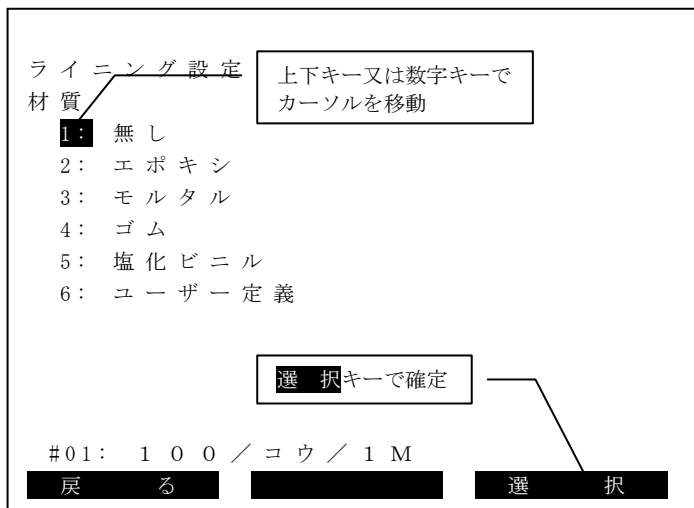 ライニング設定
上下キー又は数字キーで
カーソルを移動
材質
1: 無し
2: エポキシ
3: モルタル
4: ゴム
5: 塩化ビニル
6: ユーザー定義
選択キーで確定
#01: 100/コウ/1M
戻る 選択